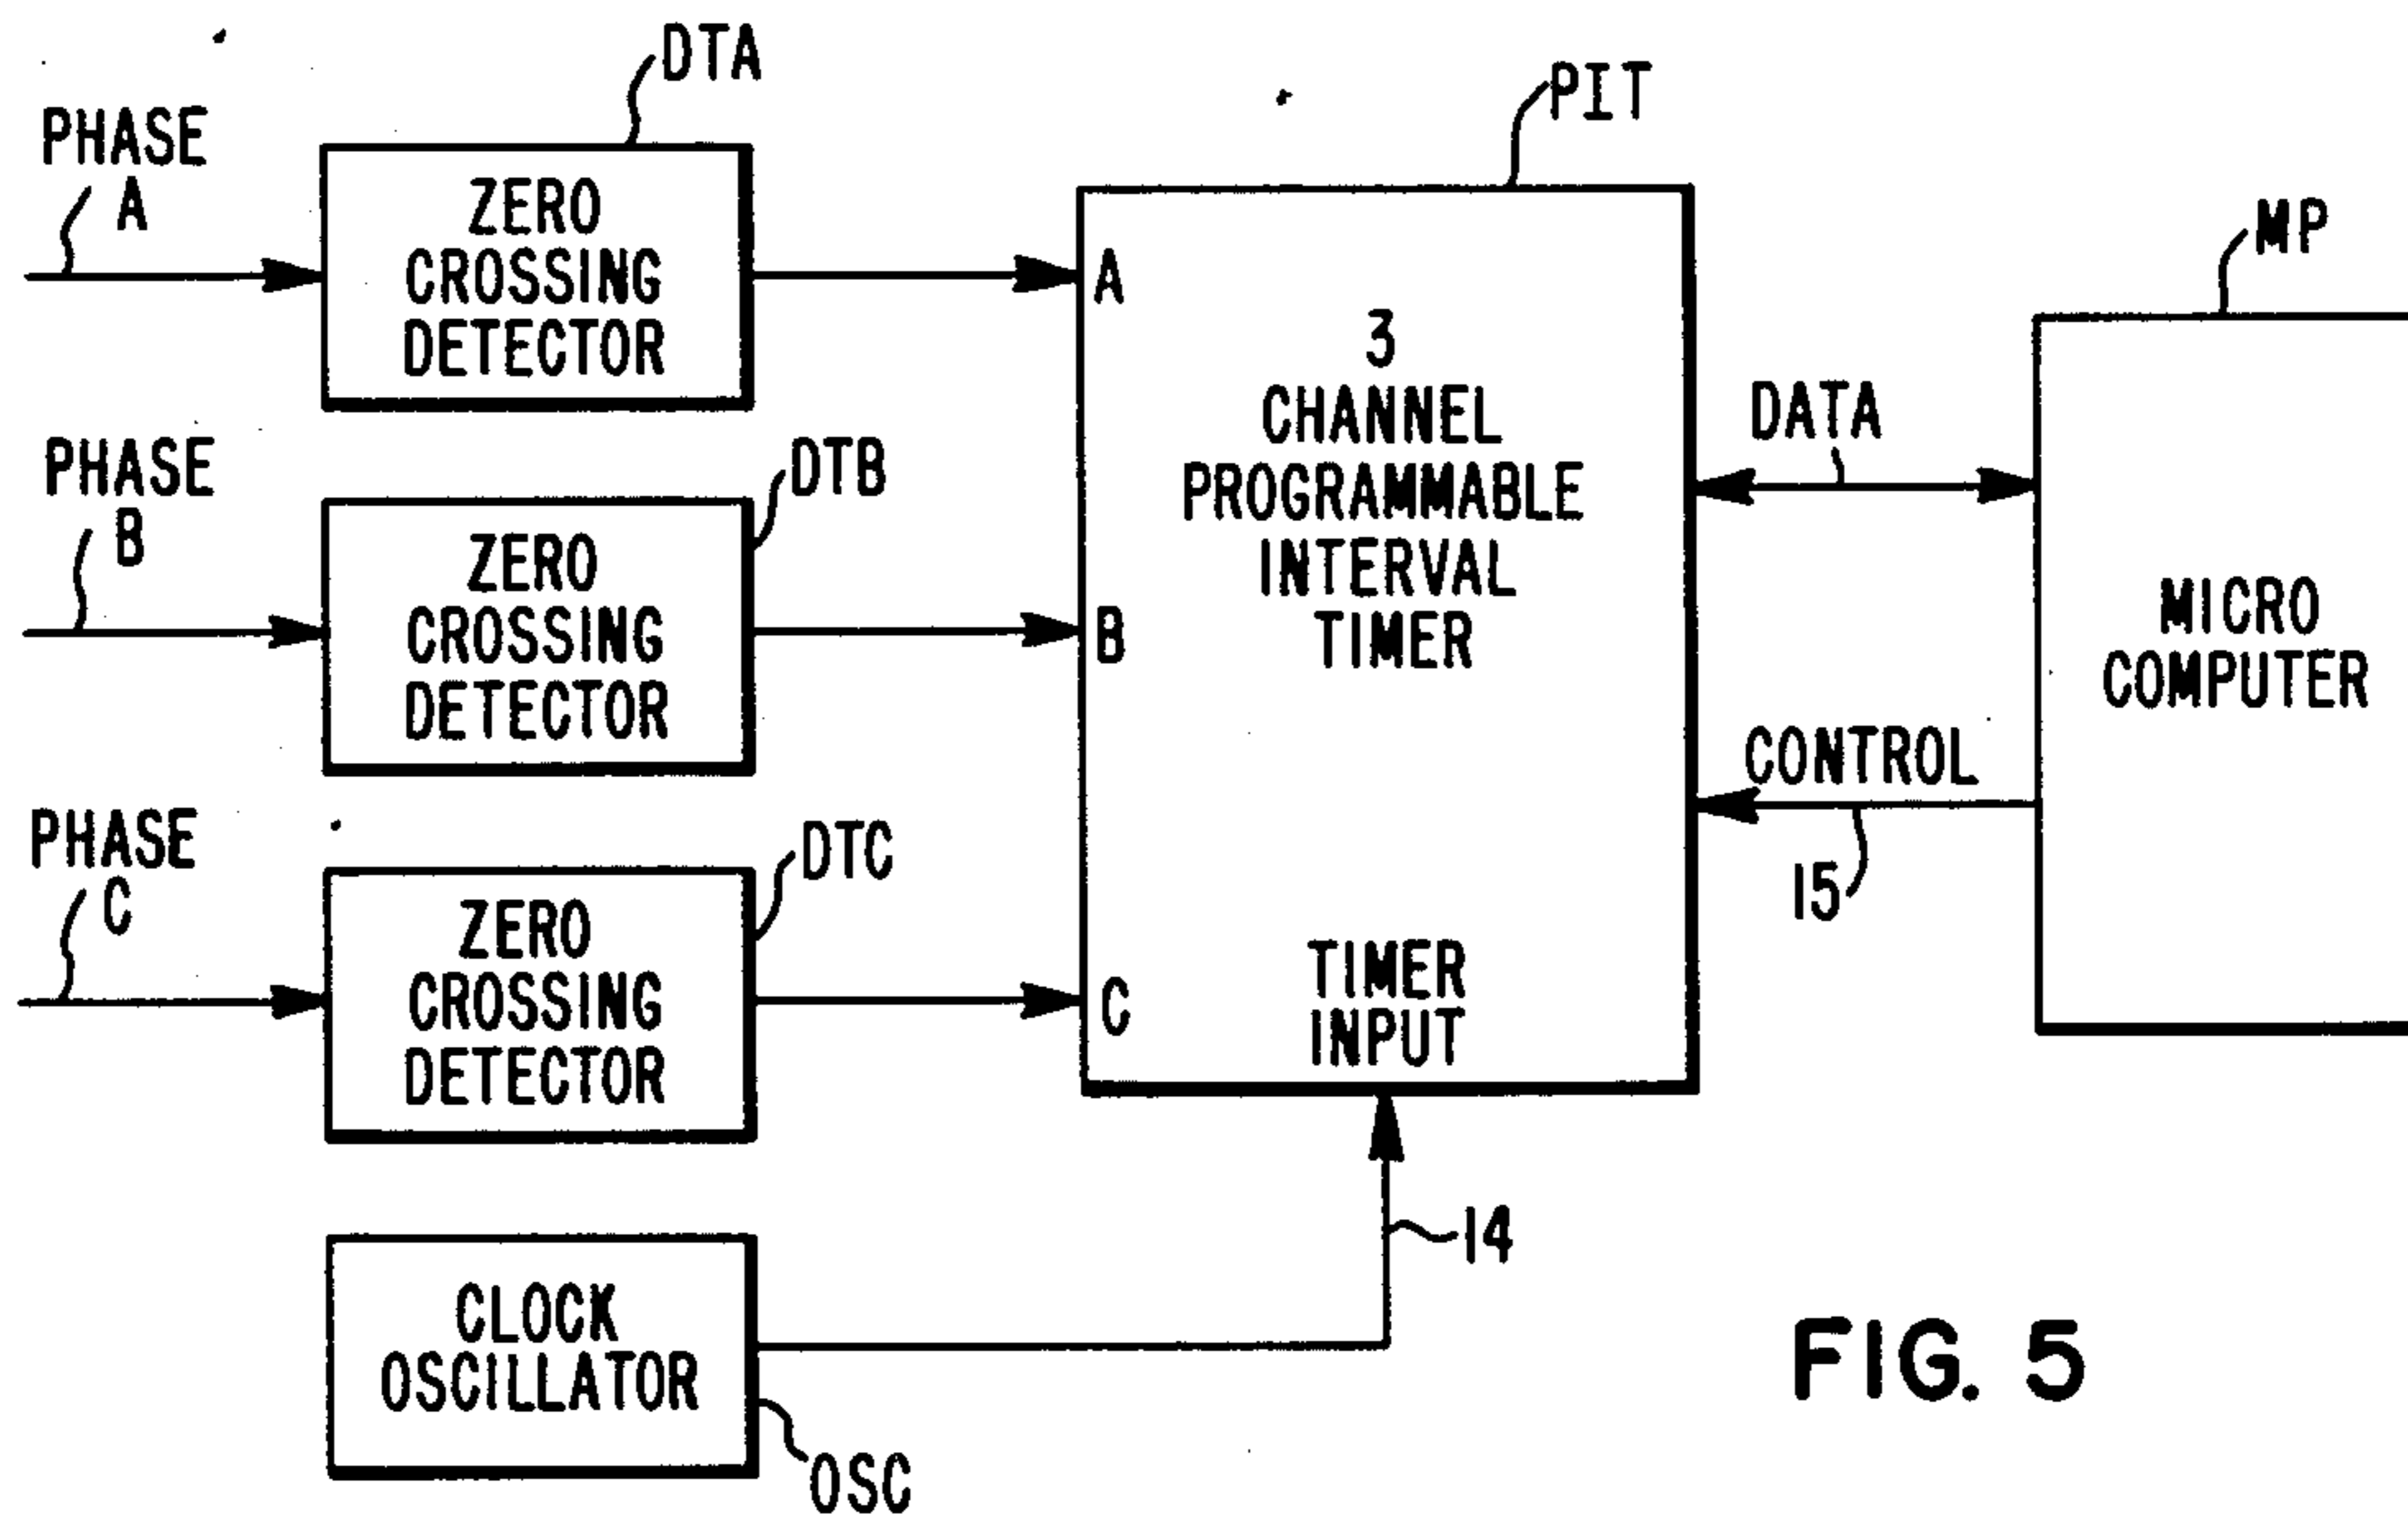 DTA
PHASE
A
ZERO
CROSSING
DETECTOR
PIT
MP
A
3
CHANNEL
PROGRAMMABLE
INTERVAL
TIMER
DATA
PHASE
B
DTB
ZERO
CROSSING
DETECTOR
B
MICRO
COMPUTER
CONTROL
15
PHASE
C
DTC
ZERO
CROSSING
DETECTOR
C
TIMER
INPUT
14
CLOCK
OSCILLATOR
OSC
FIG. 5